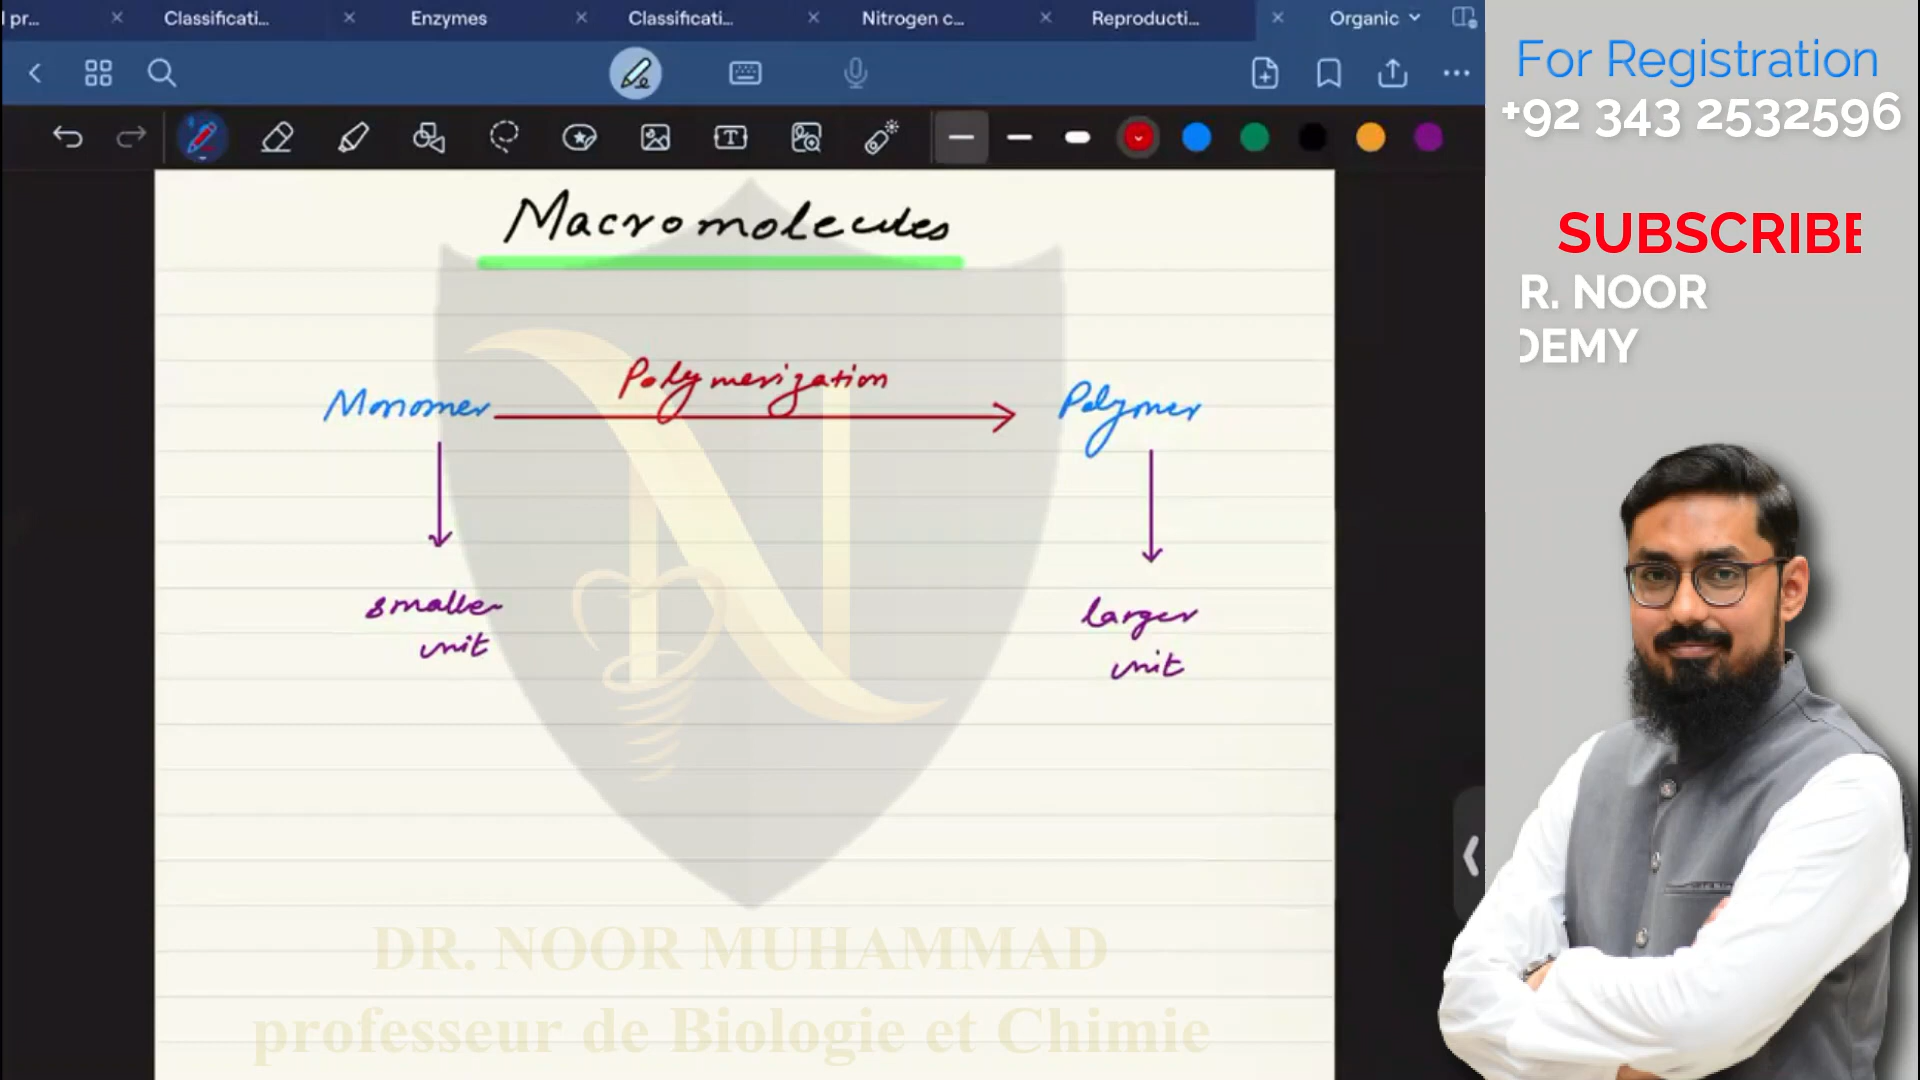 l pr...
Classificati...
Enzymes
Classificati...
Nitrogen c...
Reproducti...
Organic
For Registration
+92 343 2532596
SUBSCRIBE
R. NOOR
DEMY
Macromolecules
Monomer
Polymerization
Polymer
smaller
unit
larger
unit
DR. NOOR MUHAMMAD
professeur de Biologie et Chimie